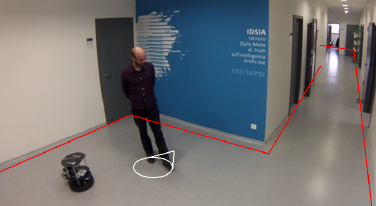 IDSIA
Istituto
Dalle Molle
di Studi
sull'Intelligenza
Artificiale
USI/SUPSI